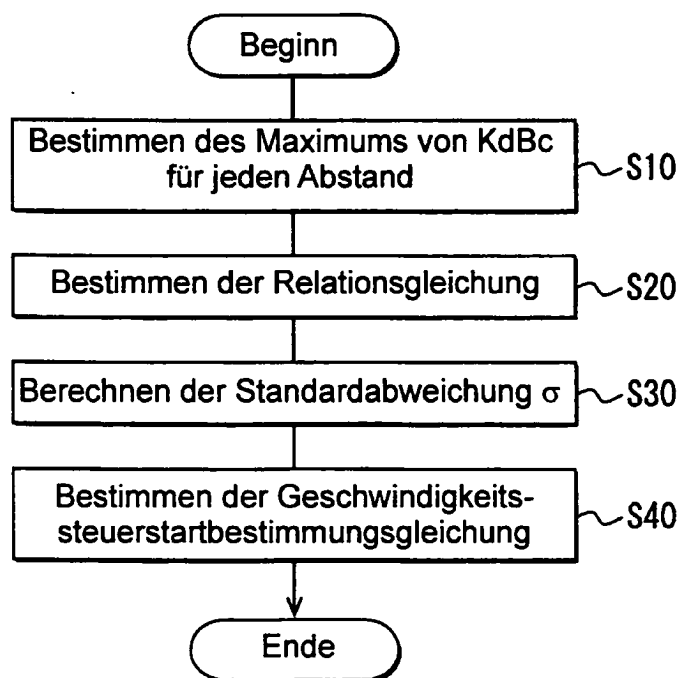 Beginn
Bestimmen des Maximums von KdBc
für jeden Abstand
S10
Bestimmen der Relationsgleichung
S20
Berechnen der Standardabweichung σ
S30
Bestimmen der Geschwindigkeits-
steuerstartbestimmungsgleichung
S40
Ende